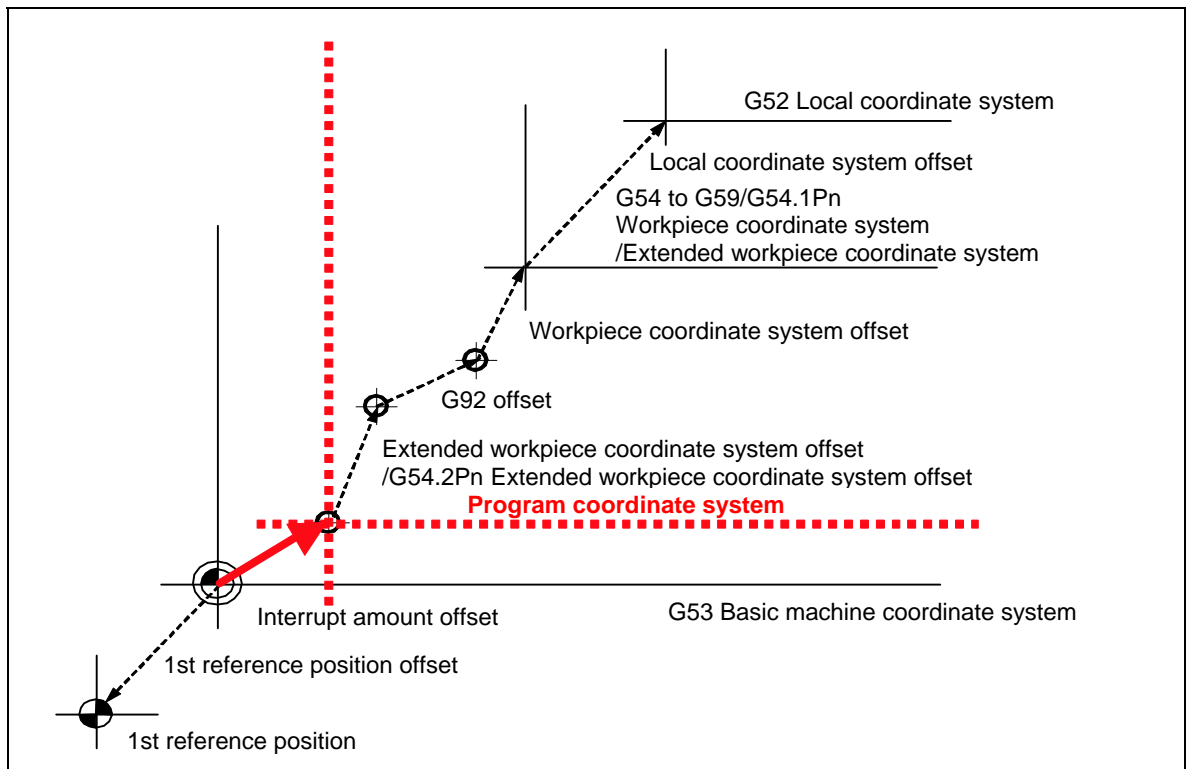 G52 Local coordinate system
Local coordinate system offset
G54 to G59/G54.1Pn
Workpiece coordinate system
/Extended workpiece coordinate system
Workpiece coordinate system offset
G92 offset
Extended workpiece coordinate system offset
/G54.2Pn Extended workpiece coordinate system offset
Program coordinate system
Interrupt amount offset
G53 Basic machine coordinate system
1st reference position offset
1st reference position